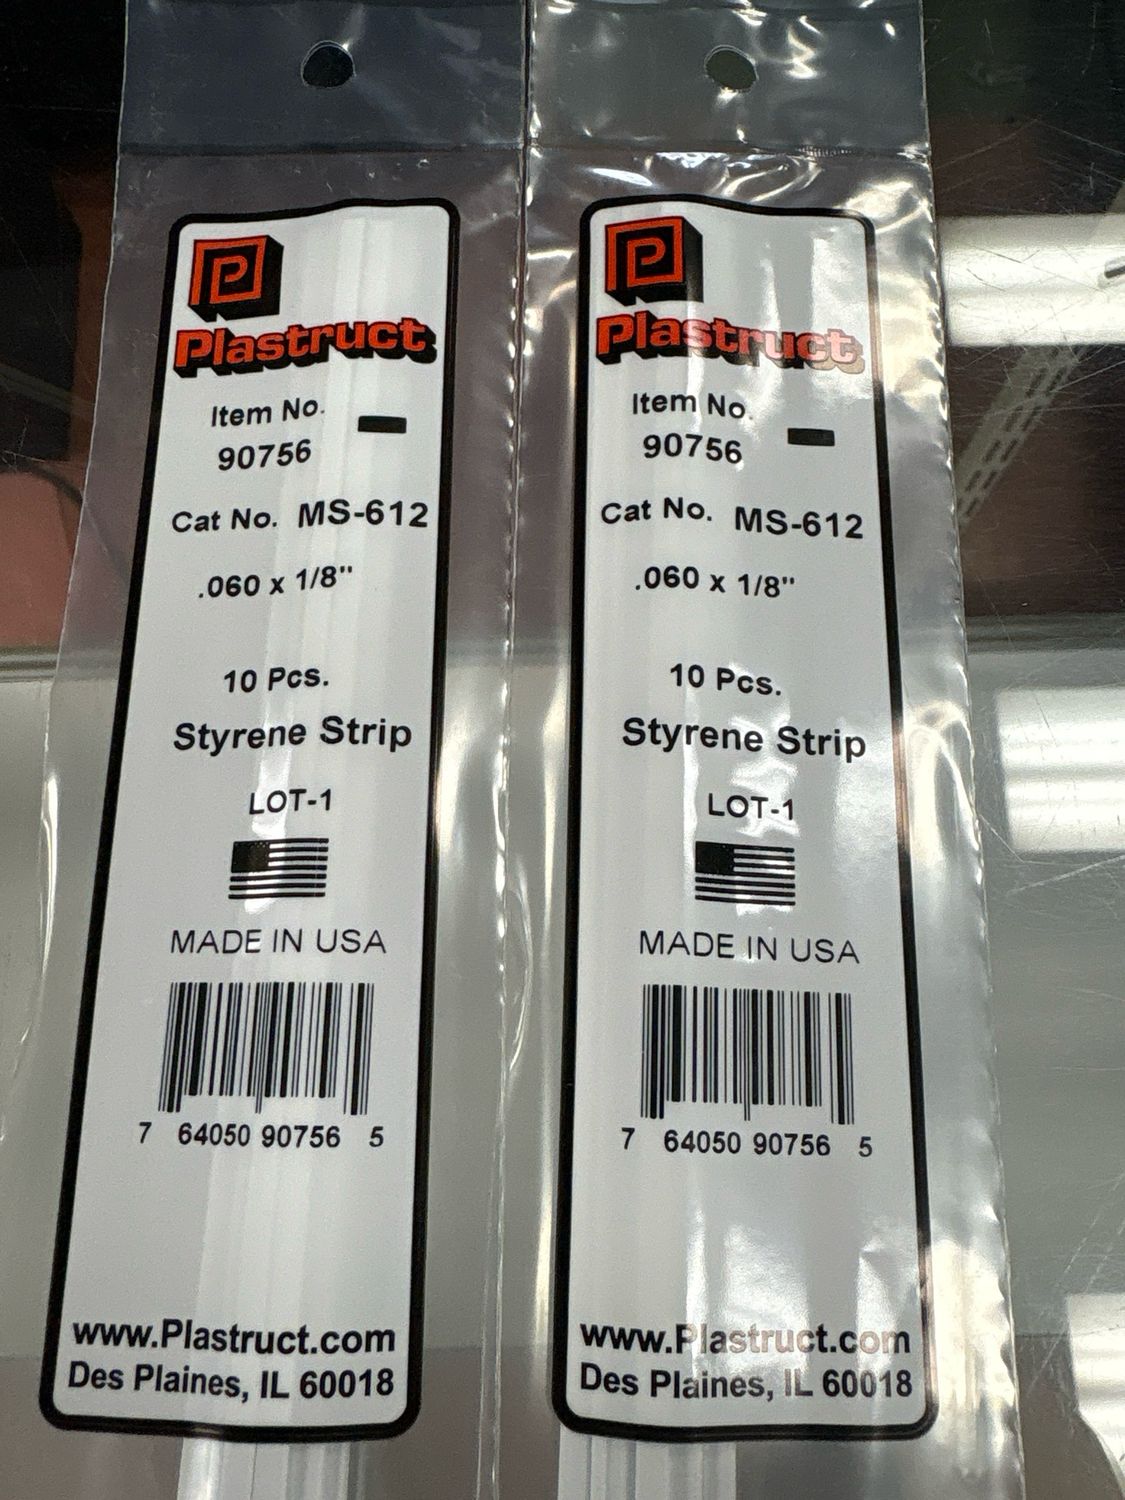 Plastruct
Item No.
90756
Cat No. MS-612
.060 x 1/8"
10 Pcs.
Styrene Strip
LOT-1
MADE IN USA
7 64050 90756 5
www.Plastruct.com
Des Plaines, IL 60018
Plastruct
Item No.
90756
Cat No. MS-612
.060 x 1/8"
10 Pcs.
Styrene Strip
LOT-1
MADE IN USA
7 64050 90756 5
www.Plastruct.com
Des Plaines, IL 60018